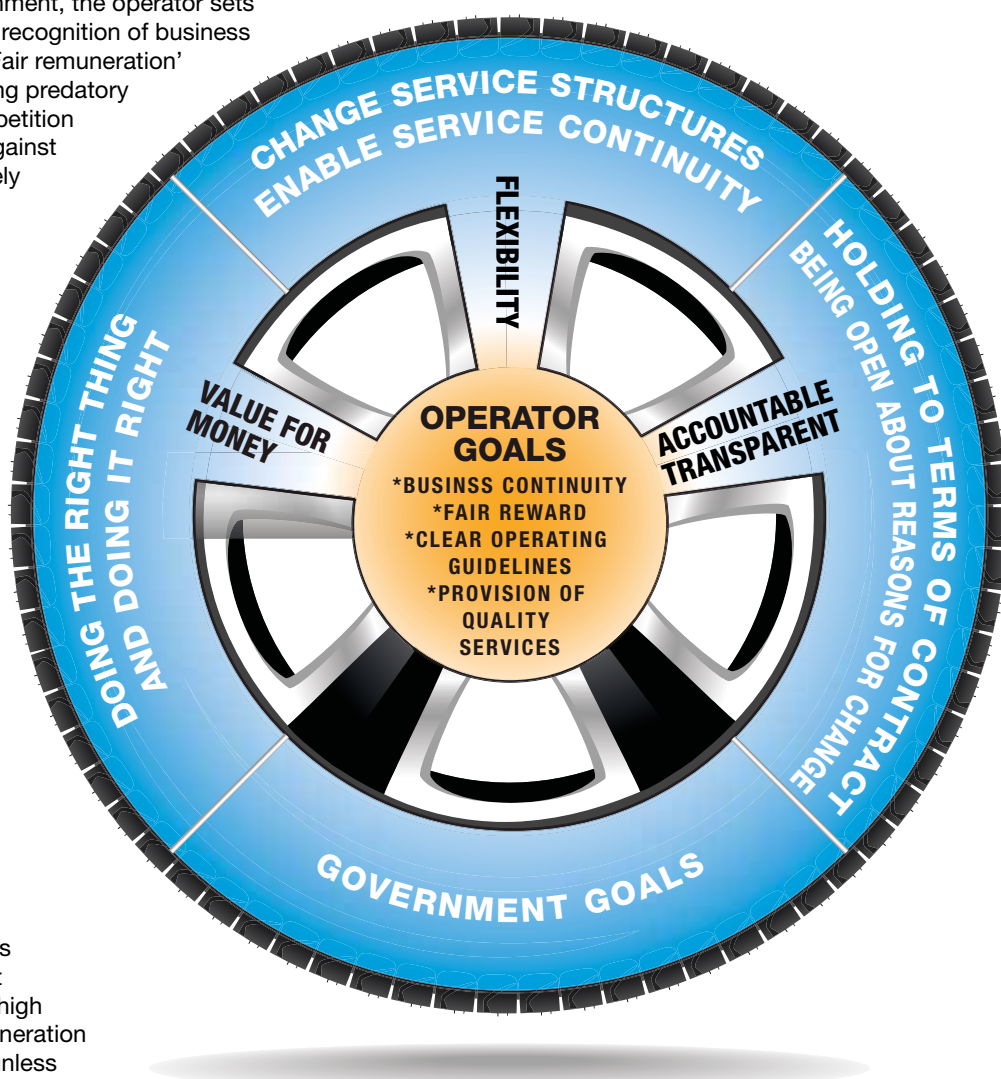 nment, the operator sets
recognition of business
air remuneration’
ng predatory
petition
gainst
ely
CHANGE SERVICE STRUCTURES
ENABLE SERVICE CONTINUITY
FLEXIBILITY
HOLDING TO TERMS OF CONTRACT
BEING OPEN ABOUT REASONS FOR CHANGE
DOING THE RIGHT THING
AND DOING IT RIGHT
VALUE FOR
MONEY
ACCOUNTABLE
TRANSPARENT
OPERATOR
GOALS
*BUSINSS CONTINUITY
*FAIR REWARD
*CLEAR OPERATING
GUIDELINES
*PROVISION OF
QUALITY
SERVICES
GOVERNMENT GOALS
s
t
high
neration
nless